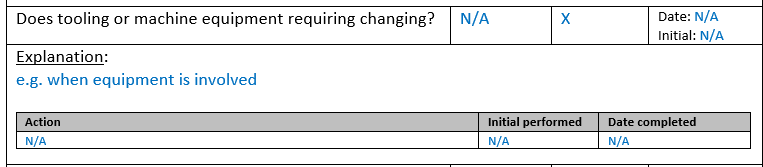 Does tooling or machine equipment requiring changing? N/A X Date: N/A
Initial: N/A
Explanation:
e.g. when equipment is involved
Action Initial performed Date completed
N/A N/A N/A